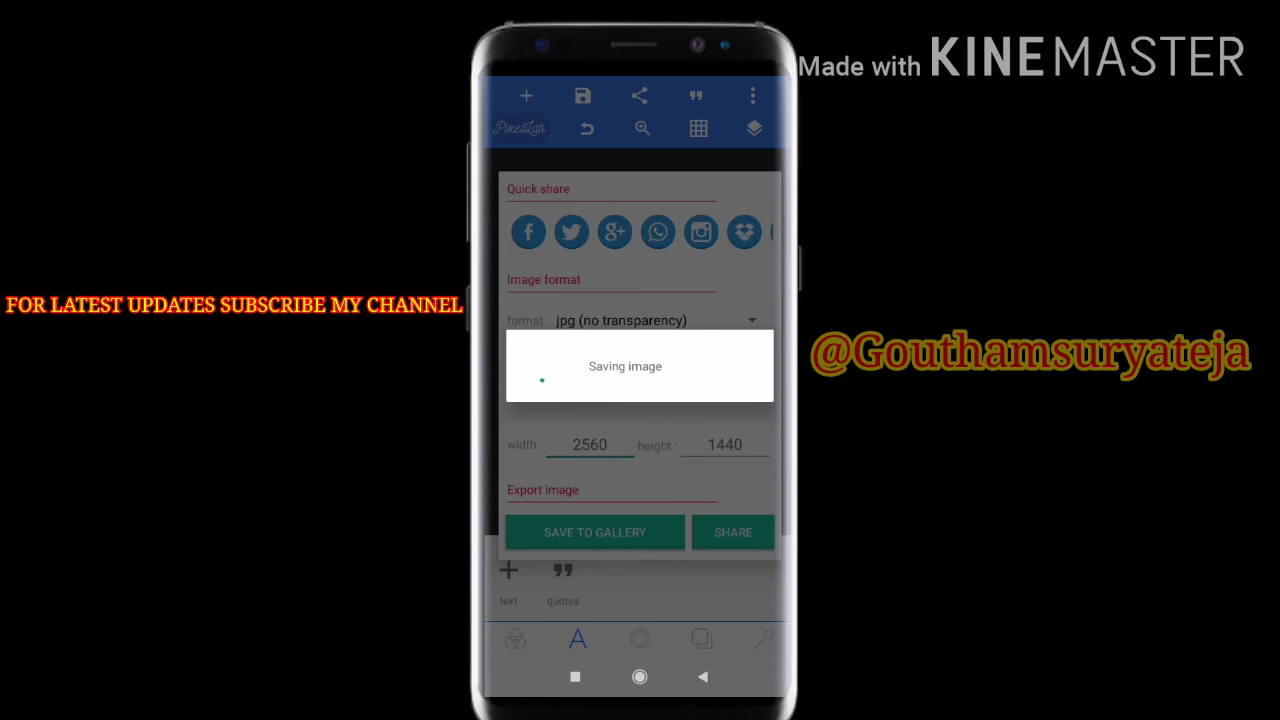 Made with KINEMASTER
PixelLab
Quick share
Image format
format : jpg (no transparency)
Saving image
FOR LATEST UPDATES SUBSCRIBE MY CHANNEL
@Gouthamsuryateja
width : 2560 height : 1440
Export image
SAVE TO GALLERY SHARE
text quotes